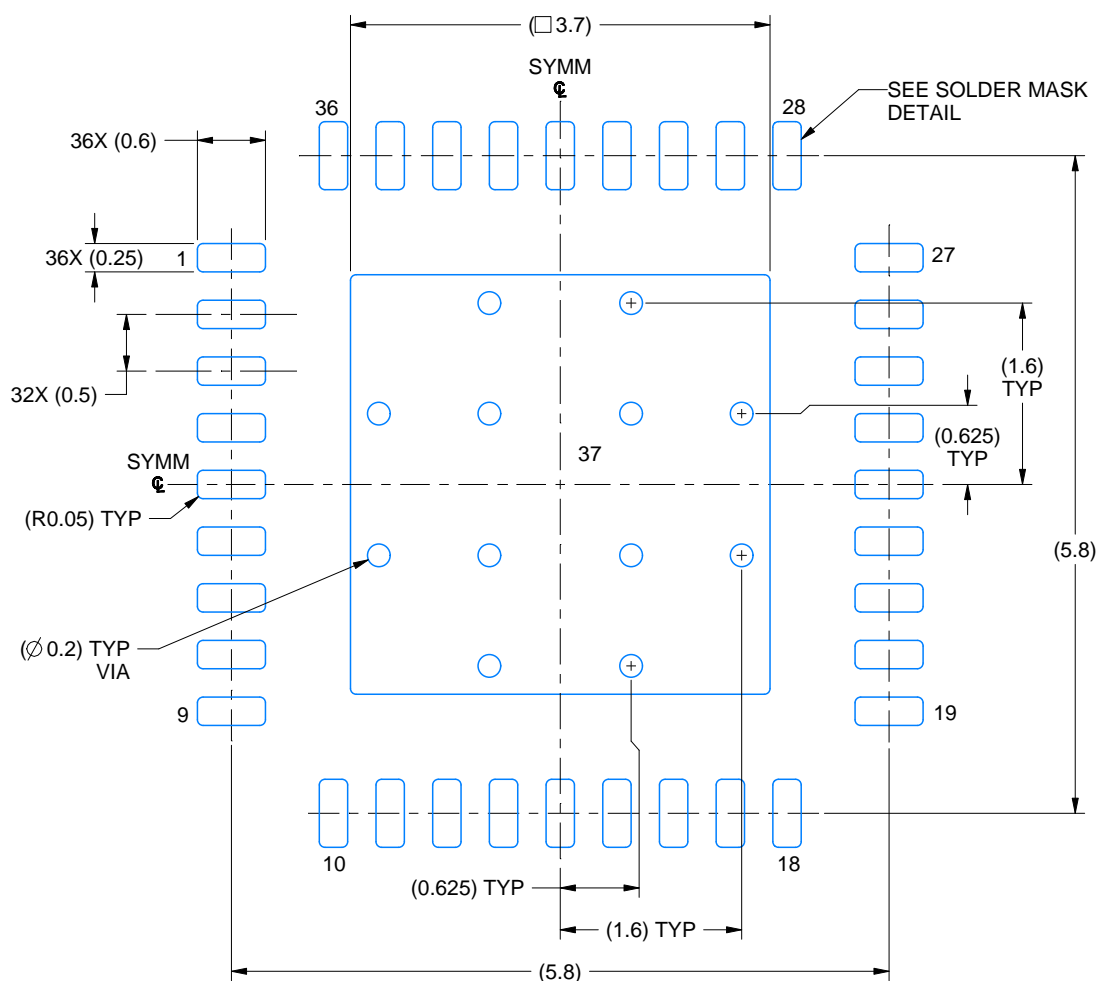 (□ 3.7)
SYMM
℄
SEE SOLDER MASK
DETAIL
36
28
36X (0.6)
36X (0.25)
1
27
32X (0.5)
(1.6)
TYP
(0.625)
TYP
37
SYMM
℄
(R0.05) TYP
(5.8)
(∅ 0.2) TYP
VIA
9
19
10
18
(0.625) TYP
(1.6) TYP
(5.8)